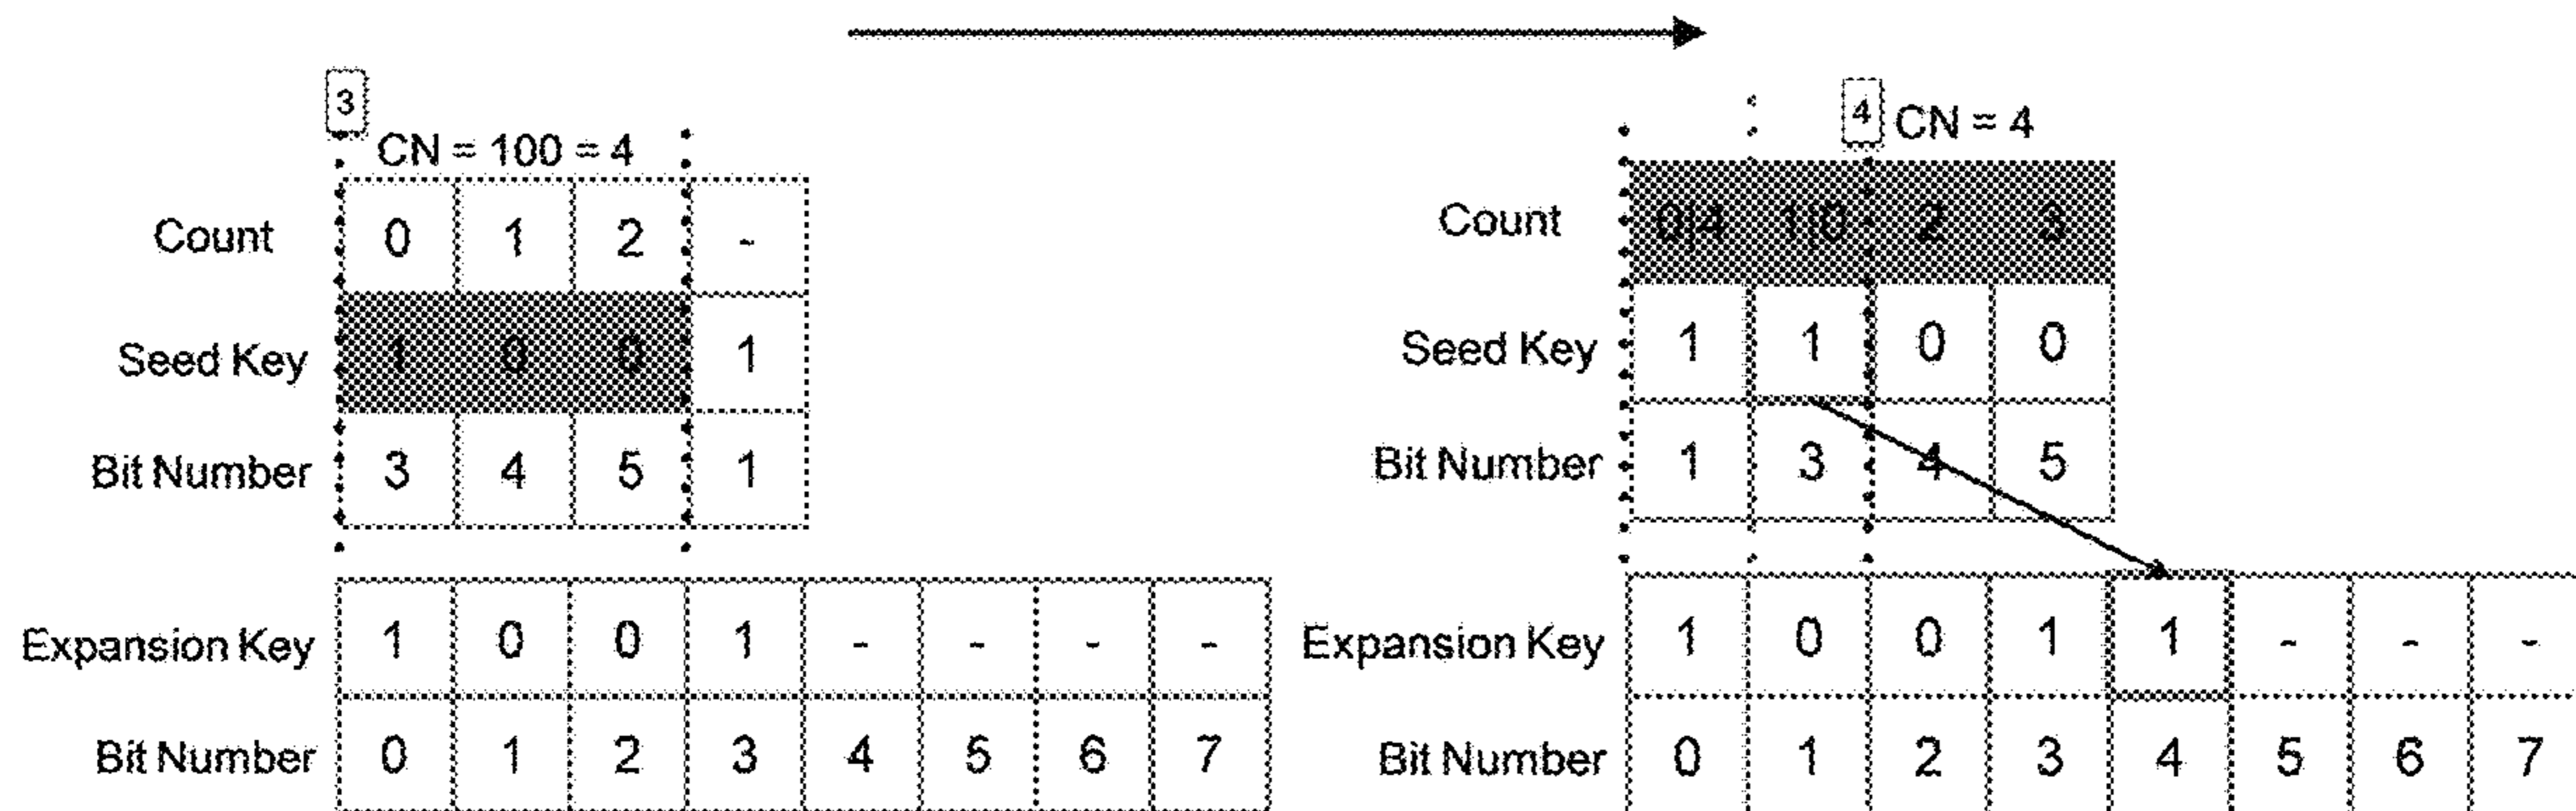 3
CN = 100 = 4
Count 0 1 2 -
Seed Key 1 0 0 1
Bit Number 3 4 5 1
Expansion Key 1 0 0 1 - - - -
Bit Number 0 1 2 3 4 5 6 7
4 CN = 4
Count 0|4 1|0 2 3
Seed Key 1 1 0 0
Bit Number 1 3 4 5
Expansion Key 1 0 0 1 1 - - -
Bit Number 0 1 2 3 4 5 6 7